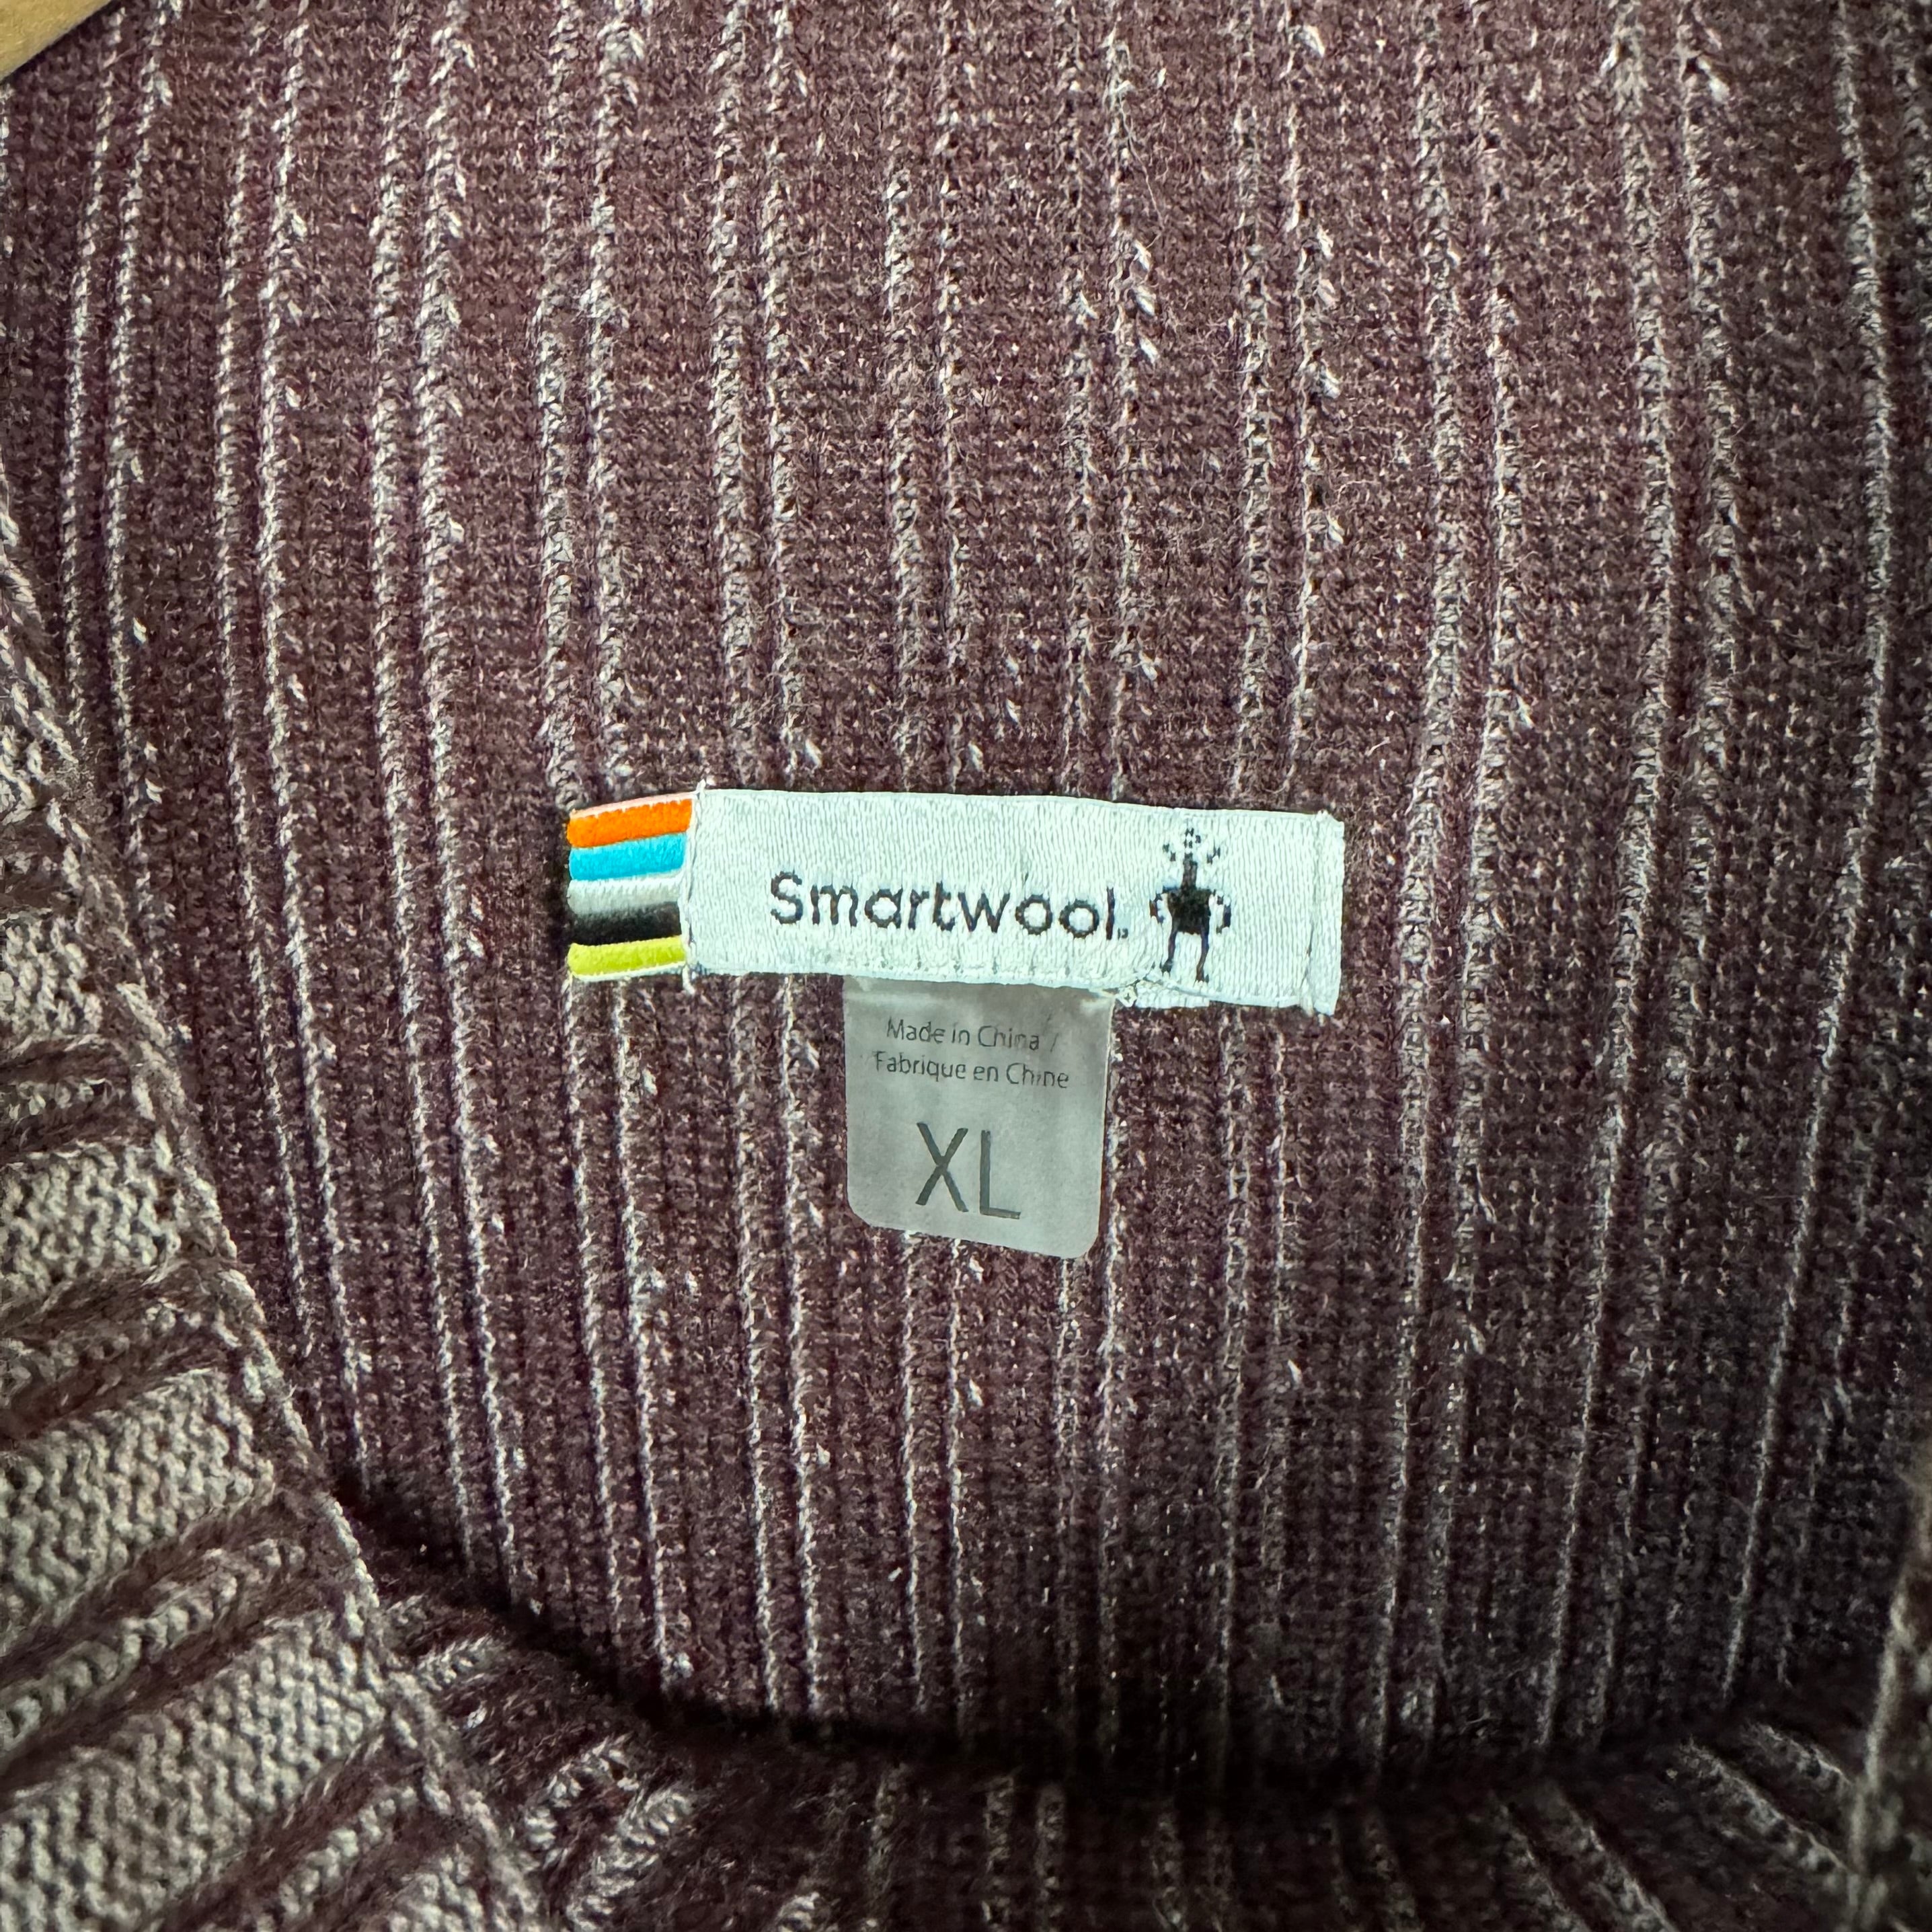 Smartwool
Made in China /
Fabrique en Chine
XL